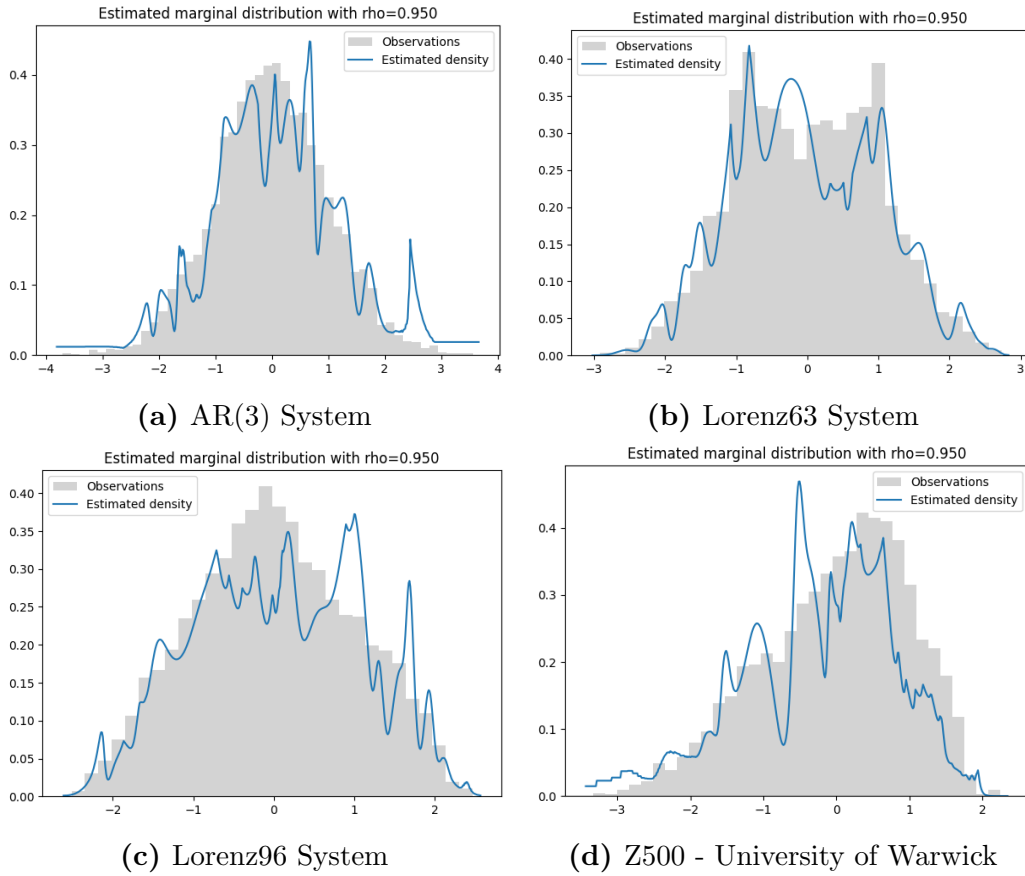 Estimated marginal distribution with rho=0.950
Observations
Estimated density
0.4
0.3
0.2
0.1
0.0
−4 −3 −2 −1 0 1 2 3 4
(a) AR(3) System
Estimated marginal distribution with rho=0.950
Observations
Estimated density
0.40
0.35
0.30
0.25
0.20
0.15
0.10
0.05
0.00
−3 −2 −1 0 1 2 3
(b) Lorenz63 System
Estimated marginal distribution with rho=0.950
Observations
Estimated density
0.40
0.35
0.30
0.25
0.20
0.15
0.10
0.05
0.00
−2 −1 0 1 2
(c) Lorenz96 System
Estimated marginal distribution with rho=0.950
Observations
Estimated density
0.4
0.3
0.2
0.1
0.0
−3 −2 −1 0 1 2
(d) Z500 - University of Warwick